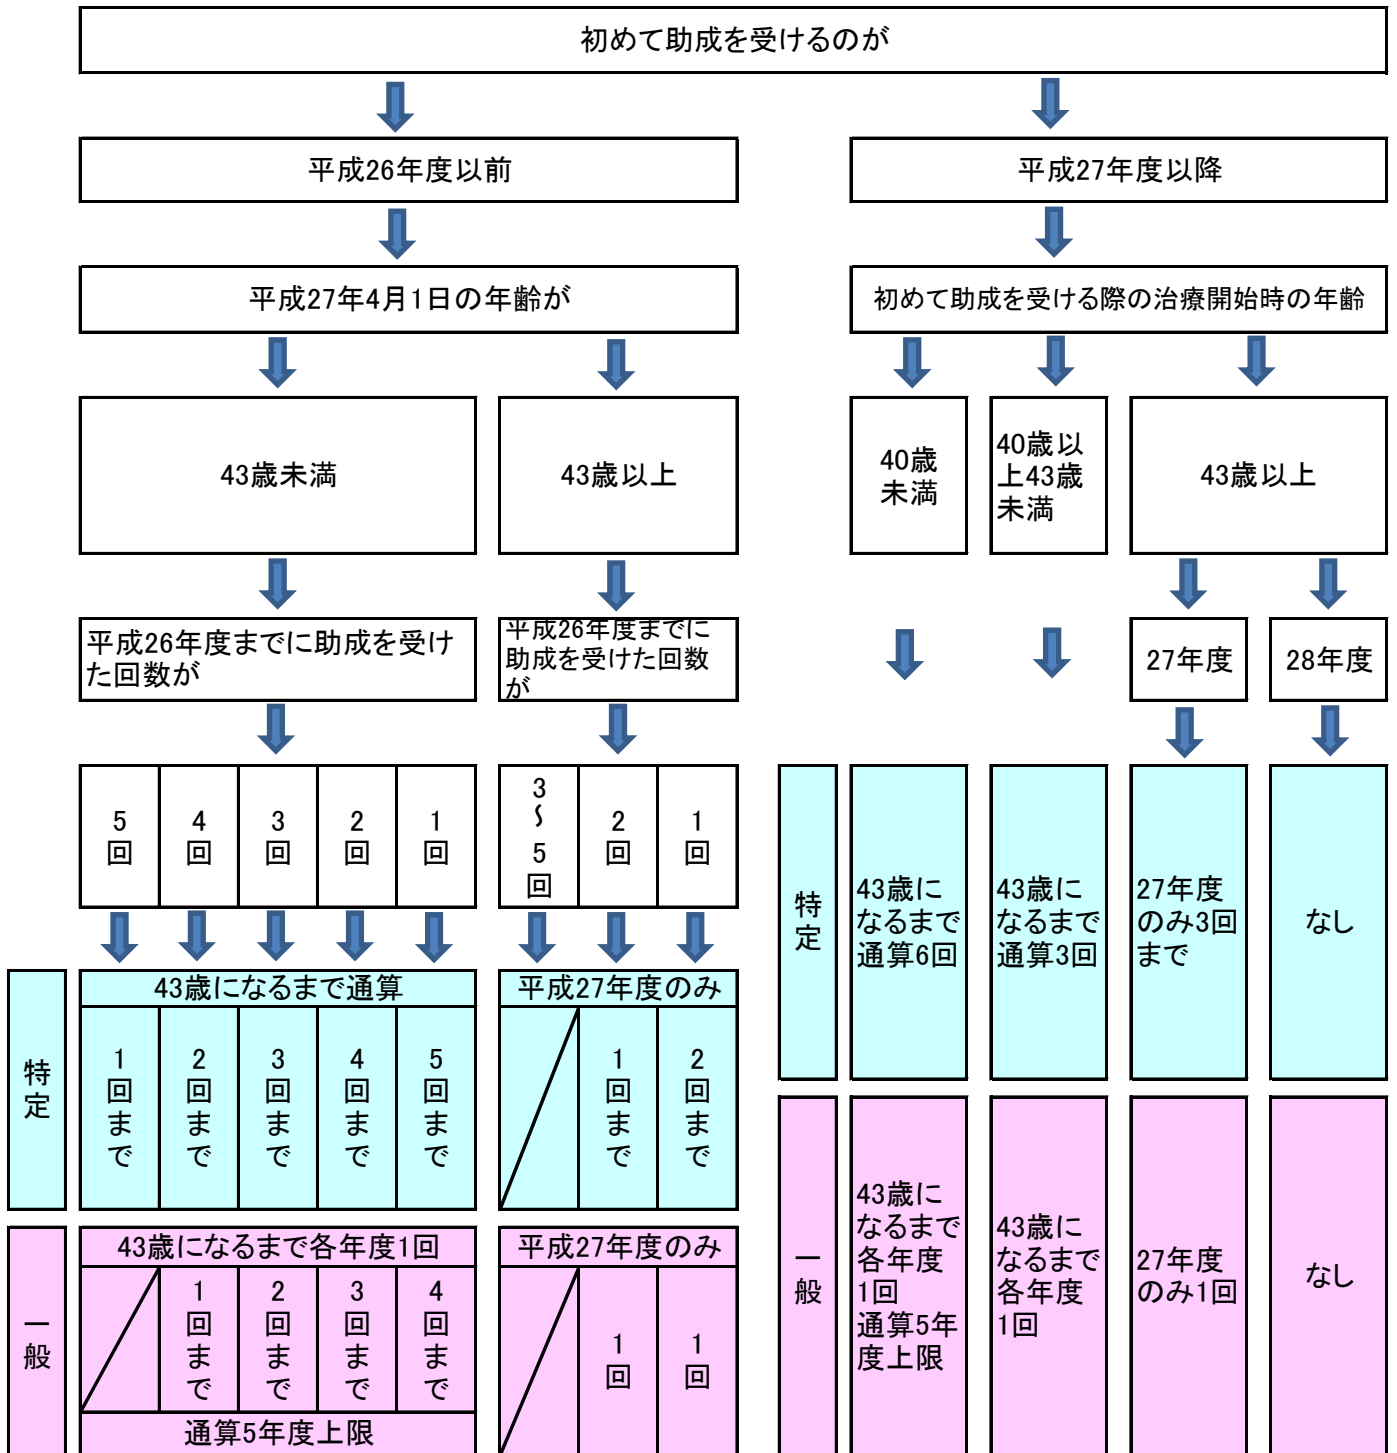 初めて助成を受けるのが
平成26年度以前
平成27年度以降
平成27年4月1日の年齢が
初めて助成を受ける際の治療開始時の年齢
43歳未満
43歳以上
40歳
未満
40歳以
上43歳
未満
43歳以上
平成26年度までに助成を受け
た回数が
平成26年度までに
助成を受けた回数
が
27年度
28年度
5回
4回
3回
2回
1回
3～5回
2回
1回
特定
43歳に
なるまで
通算6回
43歳に
なるまで
通算3回
27年度
のみ3回
まで
なし
特定
43歳になるまで通算
1回まで
2回まで
3回まで
4回まで
5回まで
平成27年度のみ
1回まで
2回まで
一般
43歳になるまで各年度1回
1回まで
2回まで
3回まで
4回まで
通算5年度上限
平成27年度のみ
1回
1回
一般
43歳に
なるまで
各年度
1回
通算5年
度上限
43歳に
なるまで
各年度
1回
27年度
のみ1回
なし